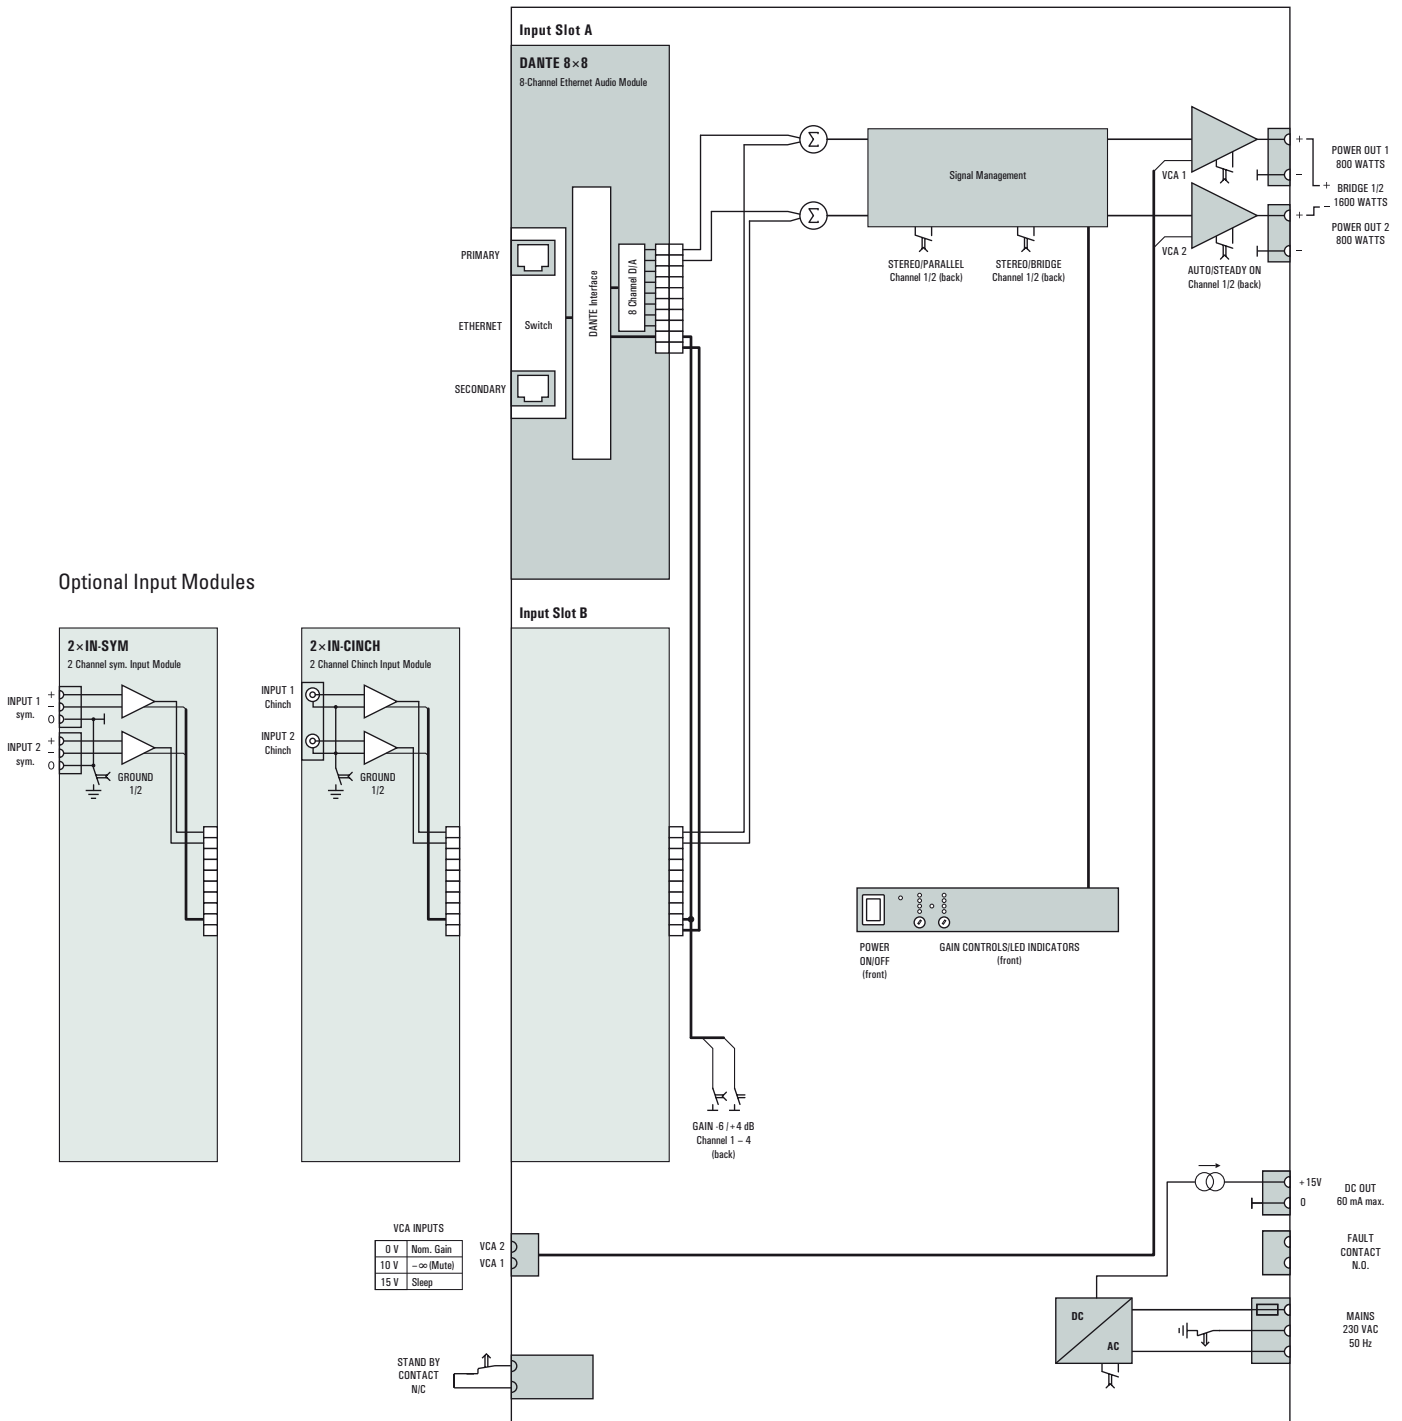 Input Slot A
DANTE 8×8
8-Channel Ethernet Audio Module
PRIMARY
ETHERNET
SECONDARY
Switch
DANTE Interface
8 Channel D/A
Σ
Σ
Signal Management
STEREO/PARALLEL
Channel 1/2 (back)
STEREO/BRIDGE
Channel 1/2 (back)
VCA 1
VCA 2
AUTO/STEADY ON
Channel 1/2 (back)
+
−
+
−
POWER OUT 1
800 WATTS
+ BRIDGE 1/2
− 1600 WATTS
POWER OUT 2
800 WATTS
Optional Input Modules
2×IN-SYM
2 Channel sym. Input Module
INPUT 1
sym.
+
−
0
INPUT 2
sym.
+
−
0
GROUND
1/2
2×IN-CINCH
2 Channel Chinch Input Module
INPUT 1
Chinch
INPUT 2
Chinch
GROUND
1/2
Input Slot B
POWER
ON/OFF
(front)
GAIN CONTROLS/LED INDICATORS
(front)
GAIN -6 /+4 dB
Channel 1 – 4
(back)
VCA INPUTS
0 V Nom. Gain
10 V −∞ (Mute)
15 V Sleep
VCA 2
VCA 1
STAND BY
CONTACT
N/C
+15V
0
DC OUT
60 mA max.
FAULT
CONTACT
N.O.
DC
AC
MAINS
230 VAC
50 Hz